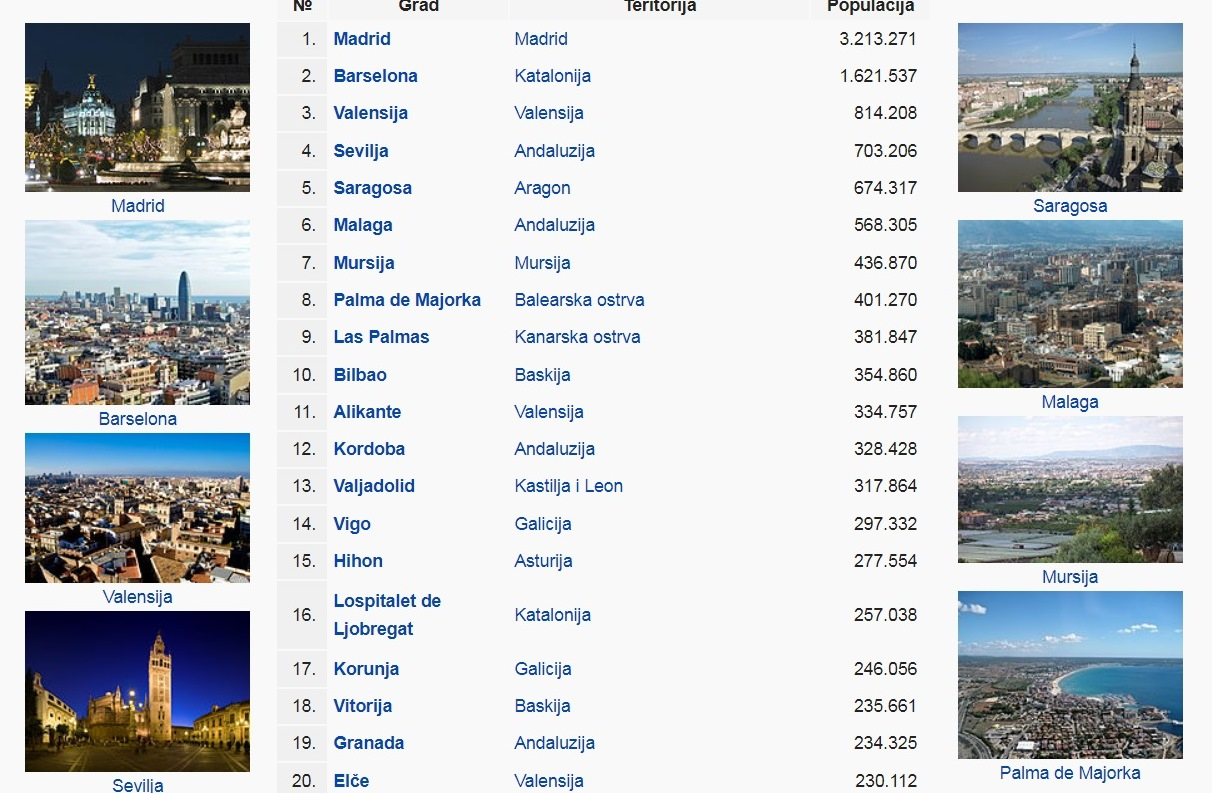 № Grad Teritorija Populacija
1. Madrid Madrid 3.213.271
2. Barselona Katalonija 1.621.537
3. Valensija Valensija 814.208
4. Sevilja Andaluzija 703.206
5. Saragosa Aragon 674.317
6. Malaga Andaluzija 568.305
7. Mursija Mursija 436.870
8. Palma de Majorka Balearska ostrva 401.270
9. Las Palmas Kanarska ostrva 381.847
10. Bilbao Baskija 354.860
11. Alikante Valensija 334.757
12. Kordoba Andaluzija 328.428
13. Valjadolid Kastilja i Leon 317.864
14. Vigo Galicija 297.332
15. Hihon Asturija 277.554
16. Lospitalet de
Ljobregat Katalonija 257.038
17. Korunja Galicija 246.056
18. Vitorija Baskija 235.661
19. Granada Andaluzija 234.325
20. Elče Valensija 230.112
Madrid
Barselona
Valensija
Sevilja
Saragosa
Malaga
Mursija
Palma de Majorka